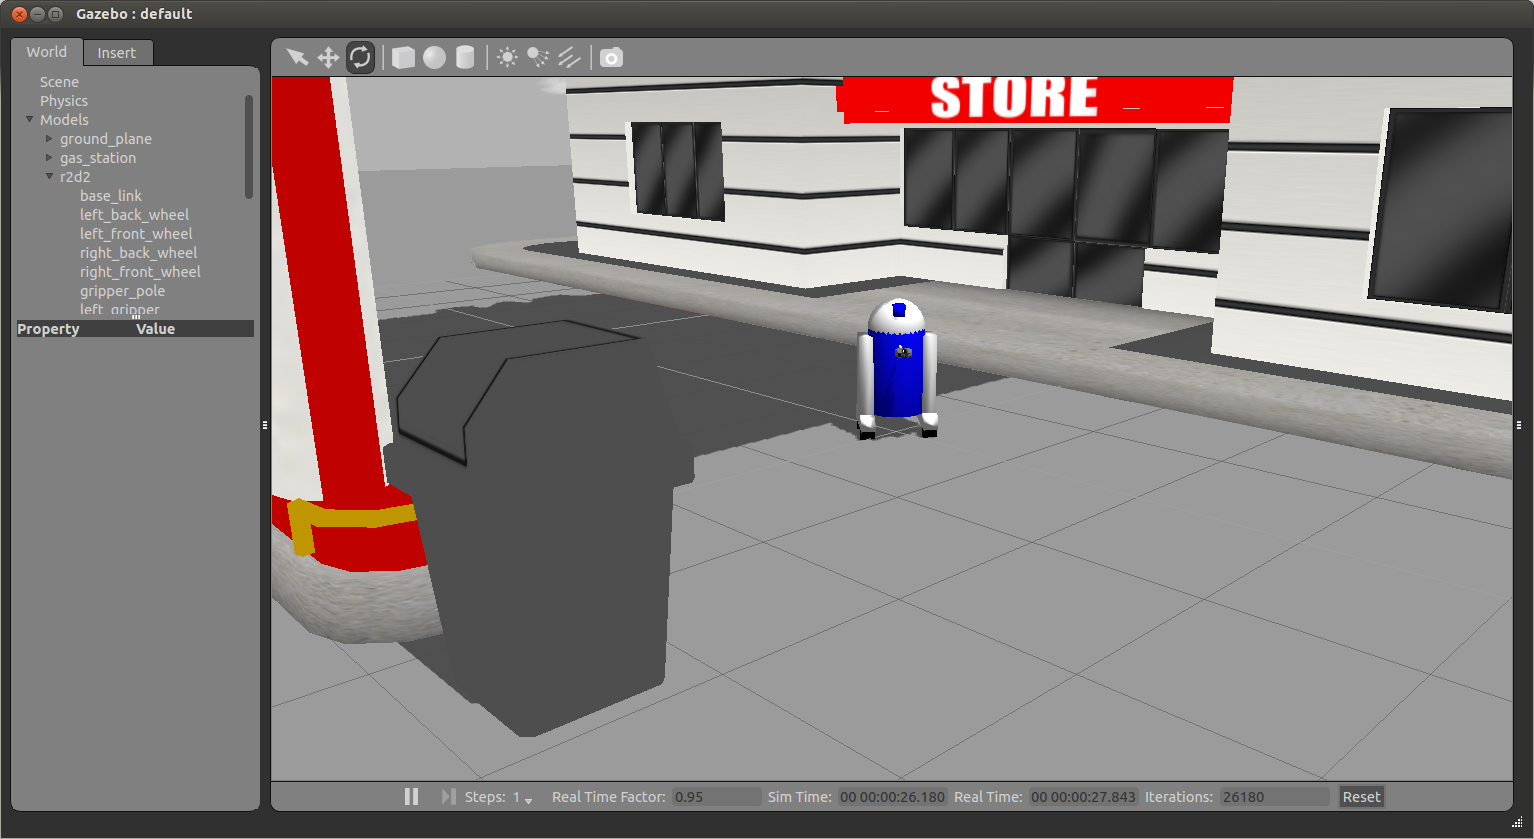 Gazebo : default
World Insert
Scene
Physics
Models
ground_plane
gas_station
r2d2
base_link
left_back_wheel
left_front_wheel
right_back_wheel
right_front_wheel
gripper_pole
left_gripper
Property Value
STORE
Steps: 1 Real Time Factor: 0.95 Sim Time: 00 00:00:26.180 Real Time: 00 00:00:27.843 Iterations: 26180 Reset